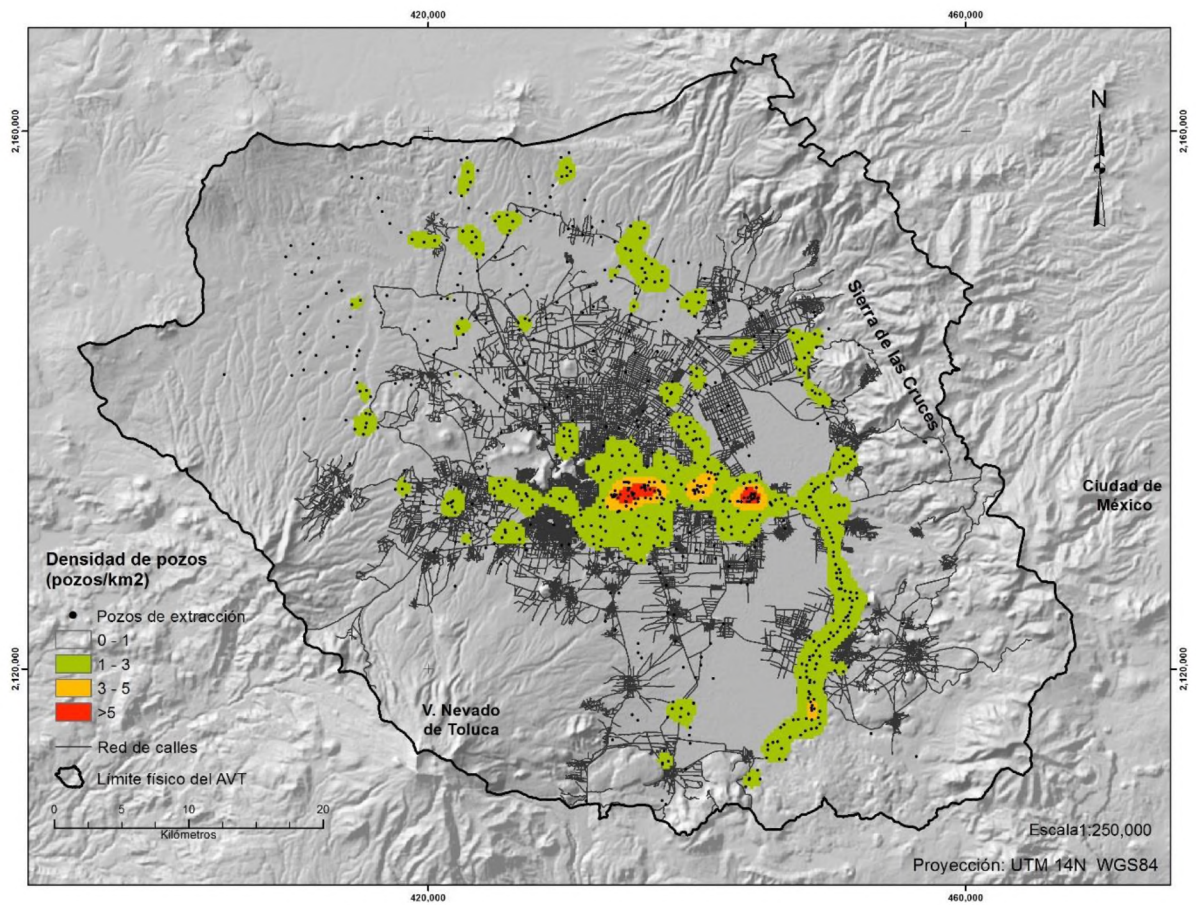 420,000
460,000
2,160,000
2,160,000
N
Sierra de las Cruces
Ciudad de
México
Densidad de pozos
(pozos/km2)
Pozos de extracción
0 - 1
1 - 3
3 - 5
>5
Red de calles
Límite físico del AVT
0 5 10 20
Kilómetros
V. Nevado
de Toluca
2,120,000
2,120,000
Escala1:250,000
Proyección: UTM 14N WGS84
420,000
460,000